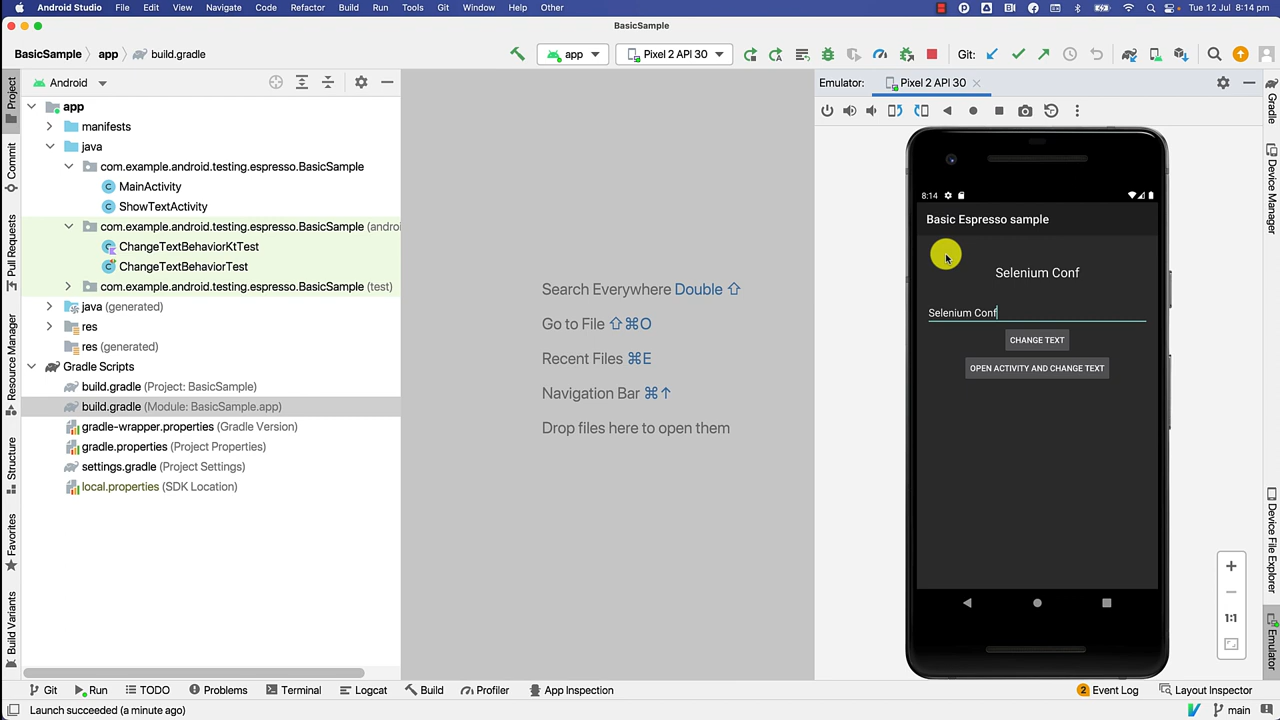 Android Studio File Edit View Navigate Code Refactor Build Run Tools Git Window Help Other Tue 12 Jul 8:14 pm
BasicSample
BasicSample app build.gradle app Pixel 2 API 30 Git:
Project
Commit
Pull Requests
Resource Manager
Structure
Favorites
Build Variants
Android
app
manifests
java
com.example.android.testing.espresso.BasicSample
MainActivity
ShowTextActivity
com.example.android.testing.espresso.BasicSample (andro
ChangeTextBehaviorKtTest
ChangeTextBehaviorTest
com.example.android.testing.espresso.BasicSample (test)
java (generated)
res
res (generated)
Gradle Scripts
build.gradle (Project: BasicSample)
build.gradle (Module: BasicSample.app)
gradle-wrapper.properties (Gradle Version)
gradle.properties (Project Properties)
settings.gradle (Project Settings)
local.properties (SDK Location)
Search Everywhere Double ⇧
Go to File ⇧⌘O
Recent Files ⌘E
Navigation Bar ⌘↑
Drop files here to open them
Emulator: Pixel 2 API 30
8:14
Basic Espresso sample
Selenium Conf
Selenium Conf
CHANGE TEXT
OPEN ACTIVITY AND CHANGE TEXT
1:1
Gradle
Device Manager
Device File Explorer
Emulator
Git Run TODO Problems Terminal Logcat Build Profiler App Inspection 2 Event Log Layout Inspector
Launch succeeded (a minute ago) main